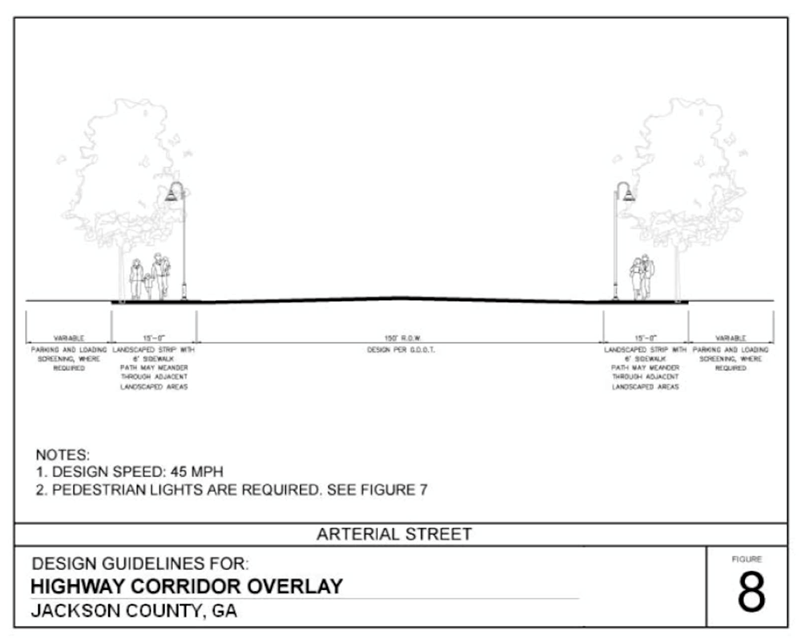 VARIABLE
PARKING AND LOADING
SCREENING, WHERE
REQUIRED
15'-0"
LANDSCAPED STRIP WITH
6' SIDEWALK
PATH MAY MEANDER
THROUGH ADJACENT
LANDSCAPED AREAS
150' R.O.W.
DESIGN PER G.D.O.T.
15'-0"
LANDSCAPED STRIP WITH
6' SIDEWALK
PATH MAY MEANDER
THROUGH ADJACENT
LANDSCAPED AREAS
VARIABLE
PARKING AND LOADING
SCREENING, WHERE
REQUIRED
NOTES:
1. DESIGN SPEED: 45 MPH
2. PEDESTRIAN LIGHTS ARE REQUIRED. SEE FIGURE 7
ARTERIAL STREET
DESIGN GUIDELINES FOR:
HIGHWAY CORRIDOR OVERLAY
JACKSON COUNTY, GA
FIGURE
8